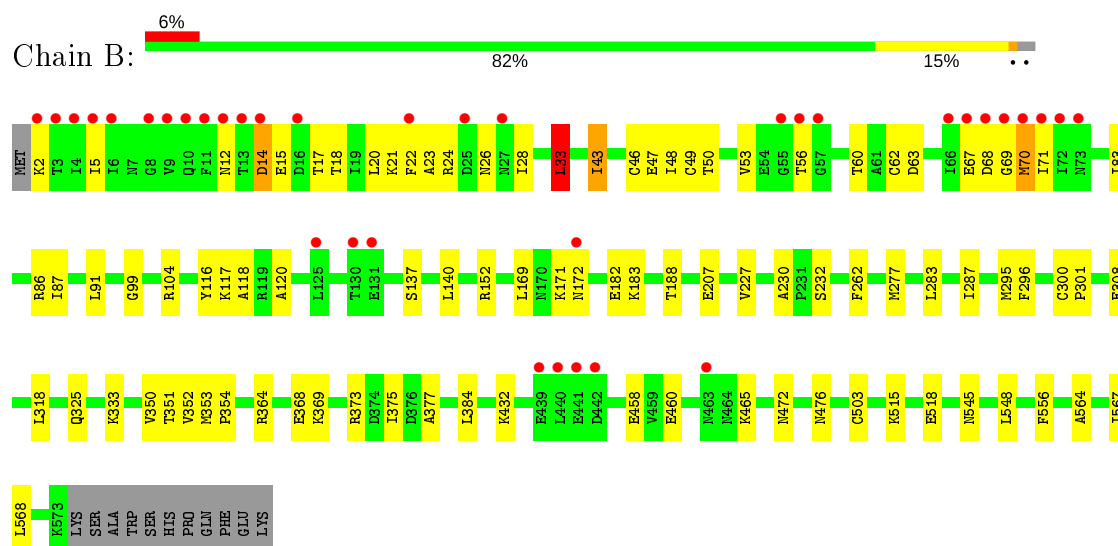 6%
Chain B:
82% 15% • •
MET K2 T3 I4 I5 I6 N7 G8 V9 Q10 F11 N12 T13 D14 E15 D16 T17 T18 I19 L20 K21 F22 A23 R24 D25 N26 N27 I28 L33 I43 C46 E47 I48 C49 T50 V53 E54 G55 T56 G57 T60 A61 C62 D63 I66 E67 D68 G69 M70 I71 I72 N73
R86 I87 L91 G99 R104 Y116 K117 A118 R119 A120 L125 T130 E131 S137 L140 R152 L169 N170 K171 N172 E182 K183 T188 E207 V227 A230 P231 S232 F262 M277 L283 I287 M295 F296 C300 P301
L318 Q325 K333 V350 T351 V352 M353 P354 R364 E368 K369 R373 D374 I375 D376 A377 L384 K432 E439 L440 E441 D442 E458 V459 E460 N463 N464 K465 N472 N476 C503 K515 E518 N545 L548 F556 A564
L568 K573 LYS SER ALA TRP SER HIS PRO GLN PHE GLU LYS